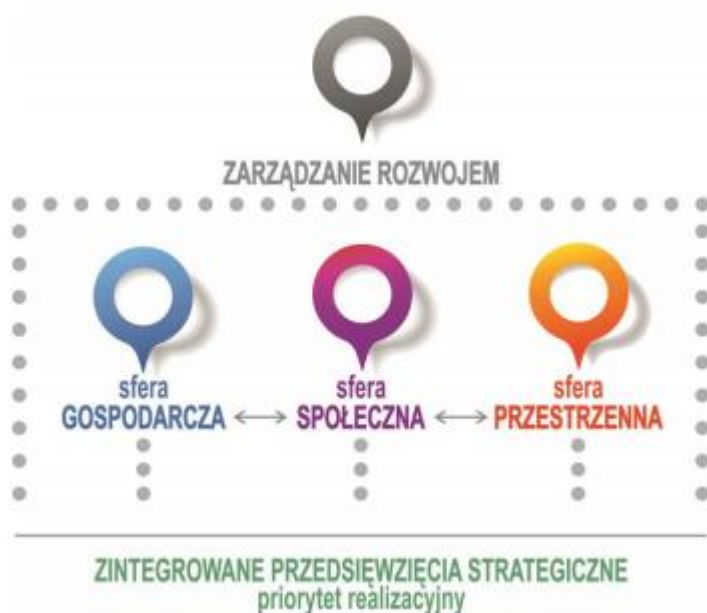 ZARZĄDZANIE ROZWOJEM
sfera
GOSPODARCZA
sfera
SPOŁECZNA
sfera
PRZESTRZENNA
ZINTEGROWANE PRZEDSIĘWZIĘCIA STRATEGICZNE
priorytet realizacyjny